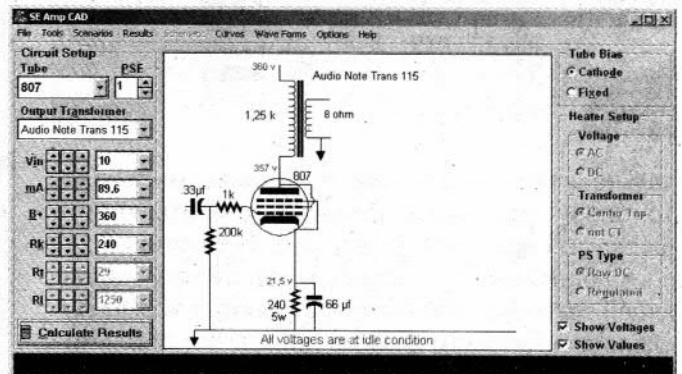 SE Amp CAD
File Tools Scenarios Results Schematic Curves Wave Forms Options Help
Circuit Setup
Tube PSE
807 1
Output Transformer
Audio Note Trans 115
Vin 10
mA 89.6
B+ 360
Rk 240
Rt 29
Rl 1250
Calculate Results
360 v
Audio Note Trans 115
1,25 k
8 ohm
357 v
807
33µf
1k
200k
21,5 v
240
5w
66 µf
All voltages are at idle condition
Tube Bias
Cathode
Fixed
Heater Setup
Voltage
AC
DC
Transformer
Center Tap
not CT
PS Type
Raw DC
Regulated
Show Voltages
Show Values